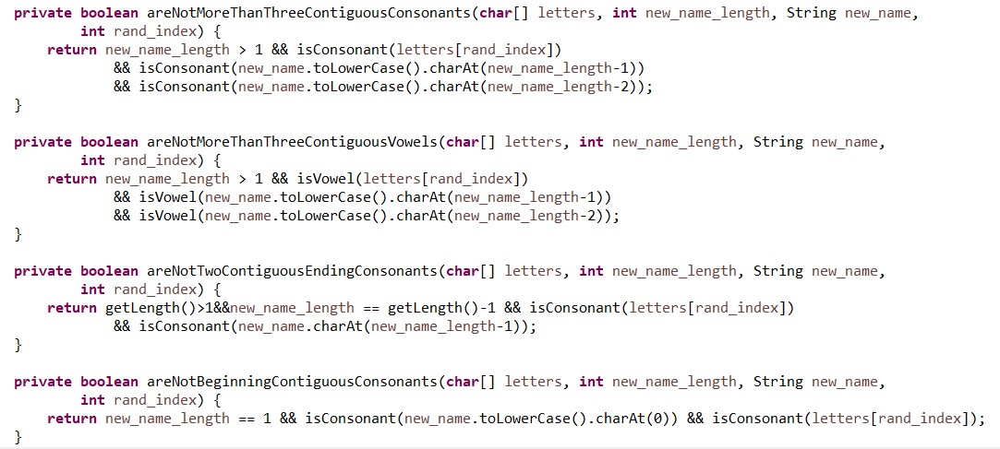 private boolean areNotMoreThanThreeContiguousConsonants(char[] letters, int new_name_length, String new_name,
        int rand_index) {
    return new_name_length > 1 && isConsonant(letters[rand_index])
            && isConsonant(new_name.toLowerCase().charAt(new_name_length-1))
            && isConsonant(new_name.toLowerCase().charAt(new_name_length-2));
}

private boolean areNotMoreThanThreeContiguousVowels(char[] letters, int new_name_length, String new_name,
        int rand_index) {
    return new_name_length > 1 && isVowel(letters[rand_index])
            && isVowel(new_name.toLowerCase().charAt(new_name_length-1))
            && isVowel(new_name.toLowerCase().charAt(new_name_length-2));
}

private boolean areNotTwoContiguousEndingConsonants(char[] letters, int new_name_length, String new_name,
        int rand_index) {
    return getLength()>1&&new_name_length == getLength()-1 && isConsonant(letters[rand_index])
            && isConsonant(new_name.charAt(new_name_length-1));
}

private boolean areNotBeginningContiguousConsonants(char[] letters, int new_name_length, String new_name,
        int rand_index) {
    return new_name_length == 1 && isConsonant(new_name.toLowerCase().charAt(0)) && isConsonant(letters[rand_index]);
}